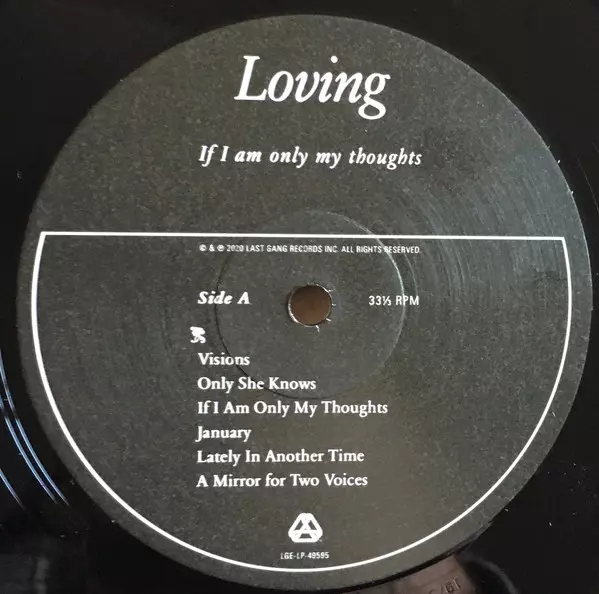 Loving
If I am only my thoughts
© & ℗ 2020 LAST GANG RECORDS INC. ALL RIGHTS RESERVED.
Side A 33⅓ RPM
Visions
Only She Knows
If I Am Only My Thoughts
January
Lately In Another Time
A Mirror for Two Voices
LGE-LP-49595